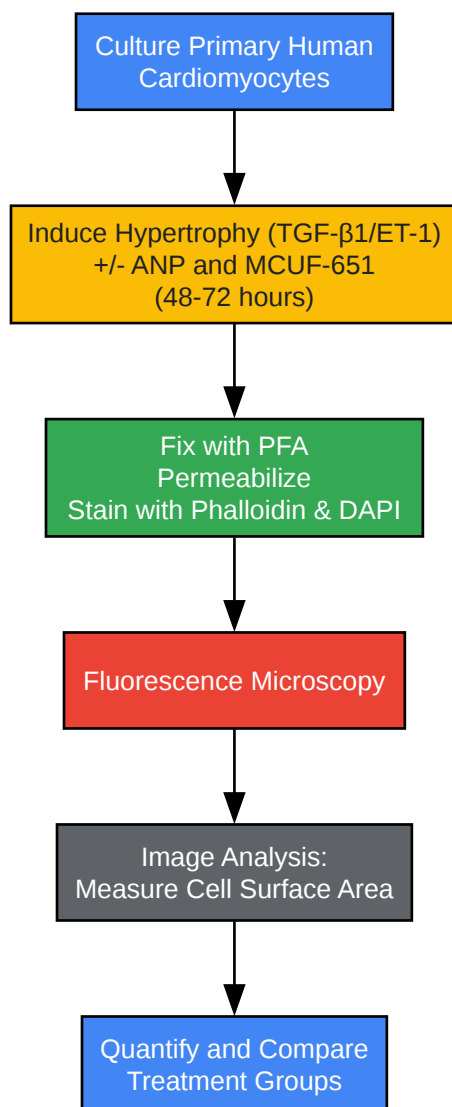 Culture Primary Human
Cardiomyocytes
Induce Hypertrophy (TGF-β1/ET-1)
+/- ANP and MCUF-651
(48-72 hours)
Fix with PFA
Permeabilize
Stain with Phalloidin & DAPI
Fluorescence Microscopy
Image Analysis:
Measure Cell Surface Area
Quantify and Compare
Treatment Groups